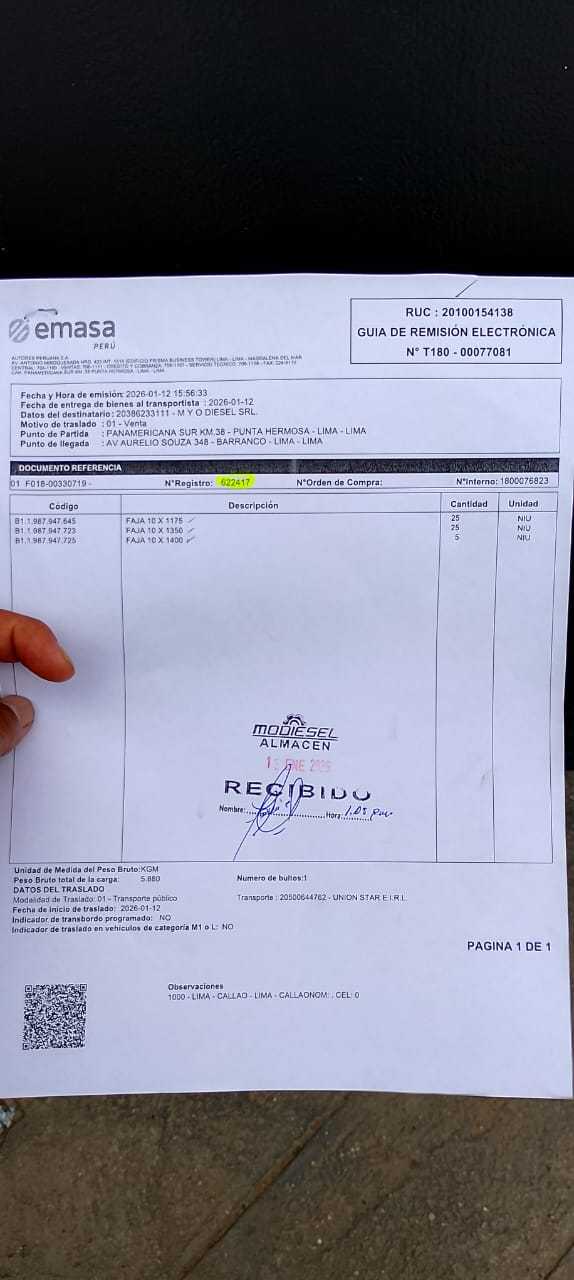 emasa
PERÚ
RUC : 20100154138
GUIA DE REMISIÓN ELECTRÓNICA
N° T180 - 00077081
AUTOREX PERUANA S.A
Fecha y Hora de emisión: 2026-01-12 15:56:33
Fecha de entrega de bienes al transportista : 2026-01-12
Datos del destinatario: 20386233111 - M Y O DIESEL SRL.
Motivo de traslado : 01 - Venta
Punto de Partida : PANAMERICANA SUR KM.38 - PUNTA HERMOSA - LIMA - LIMA
Punto de llegada : AV AURELIO SOUZA 348 - BARRANCO - LIMA - LIMA
DOCUMENTO REFERENCIA
01 F018-00330719 - N°Registro: 622417 N°Orden de Compra: N°Interno: 1800076823
Código Descripción Cantidad Unidad
B1.1.987.947.645 FAJA 10 X 1175 25 NIU
B1.1.987.947.723 FAJA 10 X 1350 25 NIU
B1.1.987.947.725 FAJA 10 X 1400 5 NIU
MODIESEL
ALMACEN
ENE 2026
RECIBIDO
Nombre: Hora:
Unidad de Medida del Peso Bruto: KGM
Peso Bruto total de la carga: 5.880 Numero de bultos:1
DATOS DEL TRASLADO
Modalidad de Traslado: 01 - Transporte público Transporte : 20500644762 - UNION STAR E.I.R.L.
Fecha de inicio de traslado: 2026-01-12
Indicador de transbordo programado: NO
Indicador de traslado en vehículos de categoría M1 o L: NO
PAGINA 1 DE 1
Observaciones
1000 - LIMA - CALLAO - LIMA - CALLAONOM: . CEL: 0